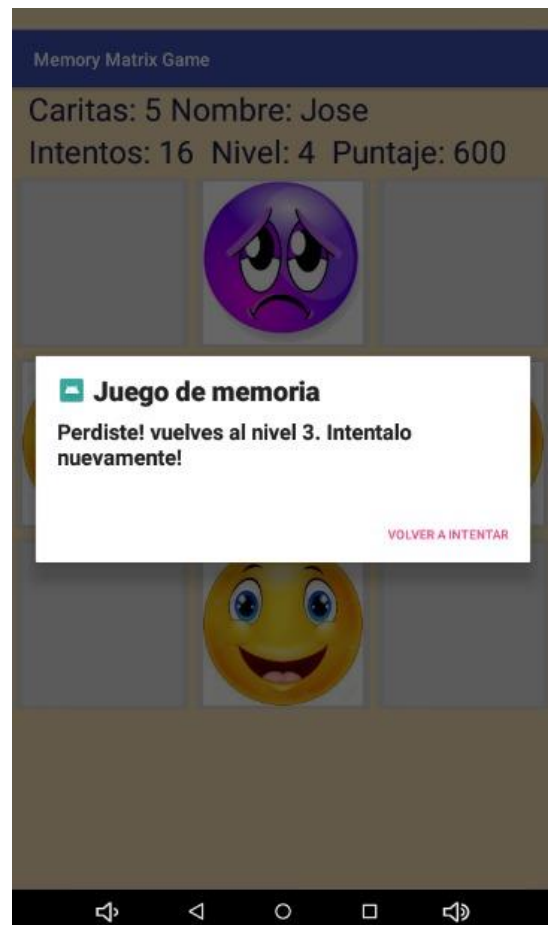 Memory Matrix Game
Caritas: 5 Nombre: Jose
Intentos: 16 Nivel: 4 Puntaje: 600
Juego de memoria
Perdiste! vuelves al nivel 3. Intentalo
nuevamente!
VOLVER A INTENTAR